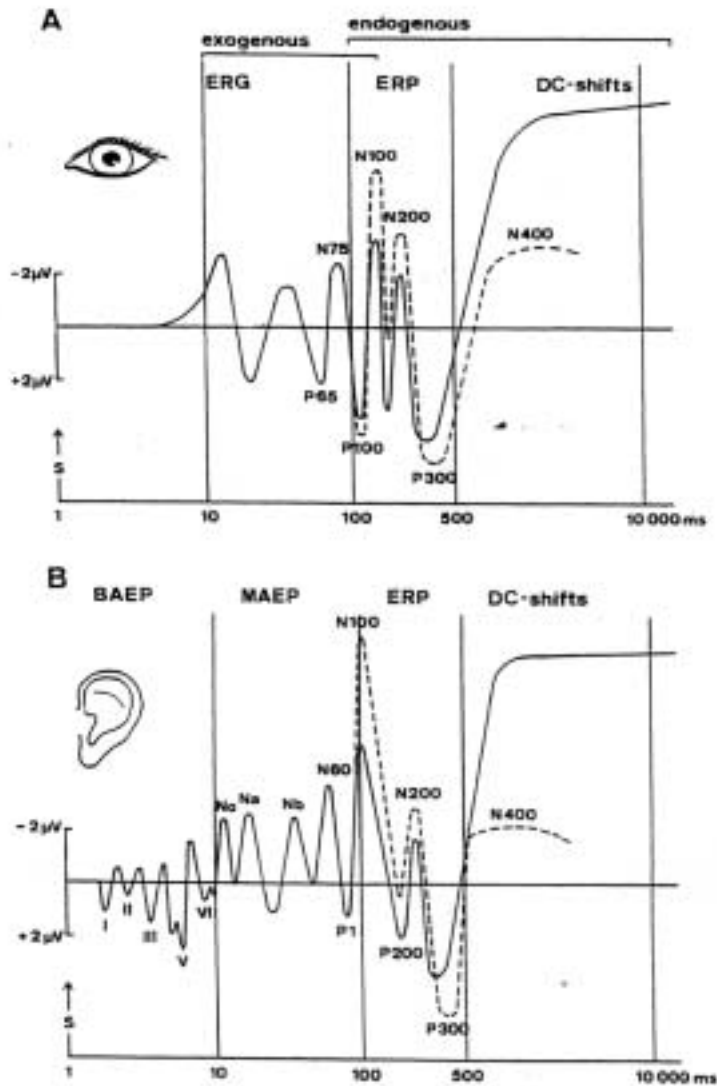 A
endogenous
exogenous
ERG ERP DC-shifts
N100
N75 N200
N400
-2µV
+2µV
P65
P100
P300
S
1 10 100 500 10 000 ms
B
BAEP MAEP ERP DC-shifts
N100
N60
No Na Nb N200
N400
-2µV
I II III V VI
+2µV
P1
P200
P300
S
1 10 100 500 10 000 ms